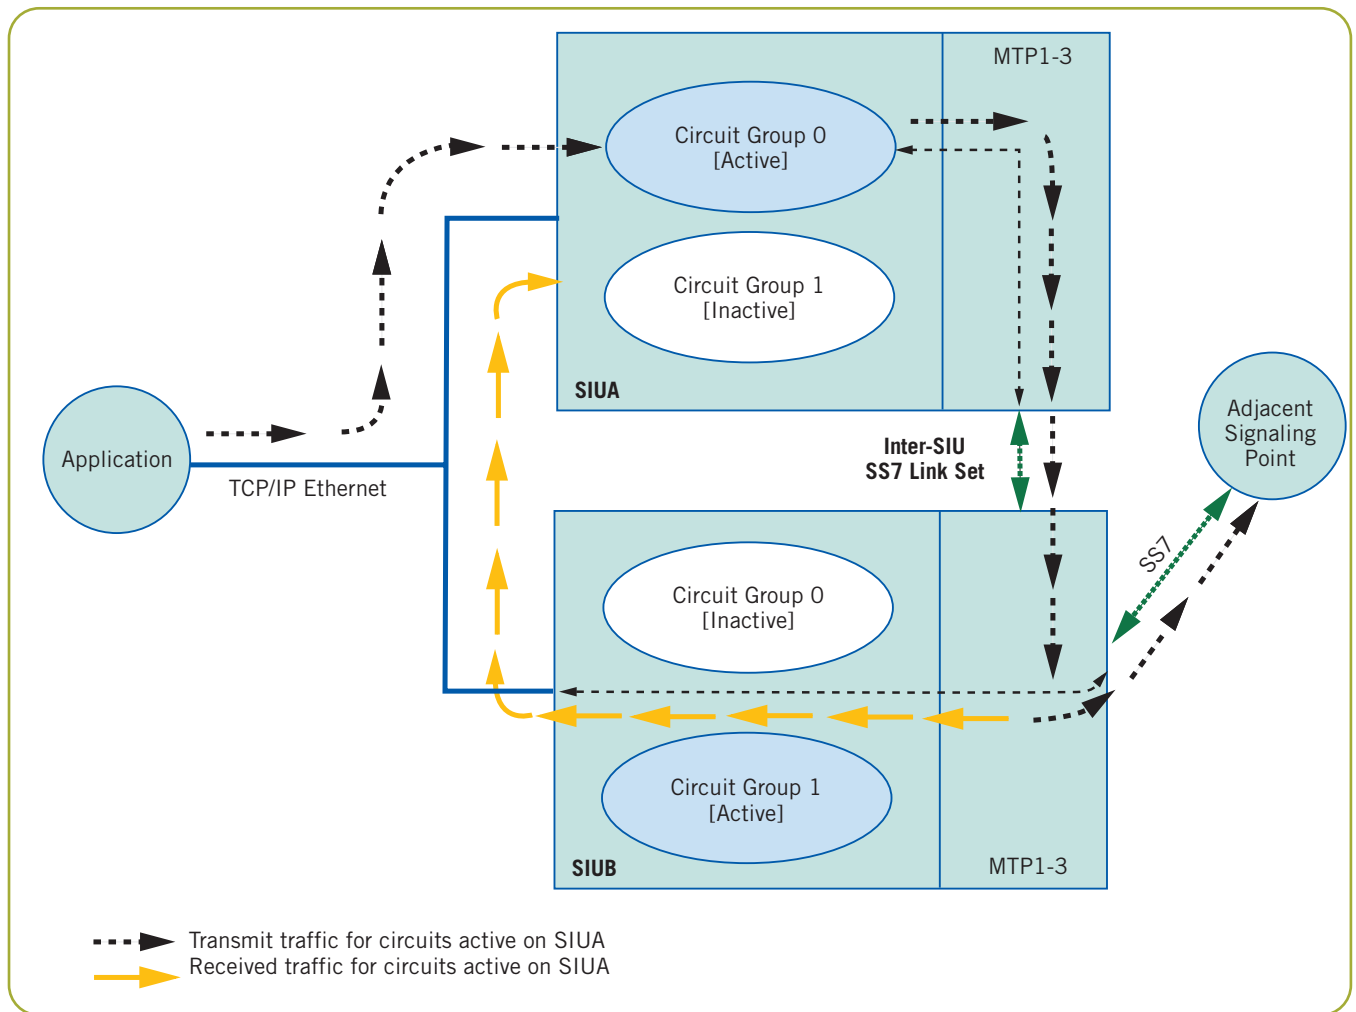 MTP1-3
Circuit Group 0
[Active]
Circuit Group 1
[Inactive]
SIUA
Application
TCP/IP Ethernet
Inter-SIU
SS7 Link Set
Adjacent
Signaling
Point
SS7
Circuit Group 0
[Inactive]
Circuit Group 1
[Active]
SIUB
MTP1-3
Transmit traffic for circuits active on SIUA
Received traffic for circuits active on SIUA